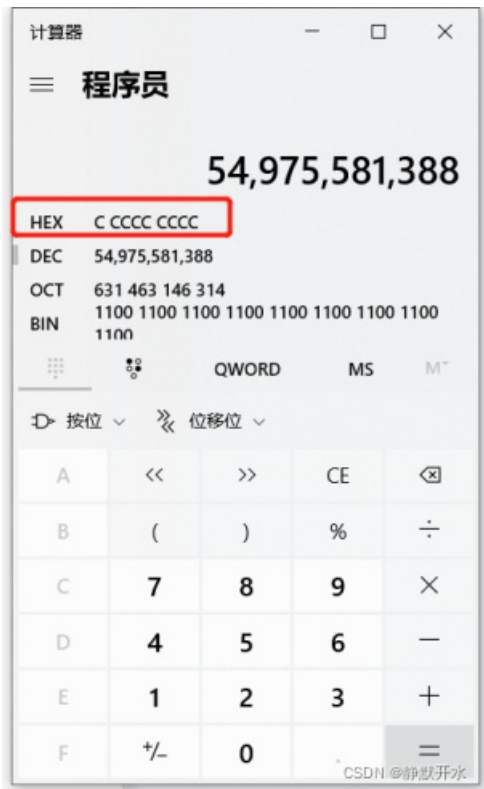 计算器
程序员
54,975,581,388
HEX C CCCC CCCC
DEC 54,975,581,388
OCT 631 463 146 314
BIN 1100 1100 1100 1100 1100 1100 1100 1100
1100
QWORD MS M
按位 位移位
A << >> CE
B ( ) % ÷
C 7 8 9 ×
D 4 5 6 −
E 1 2 3 +
F +/− 0 . =
CSDN @静默开水